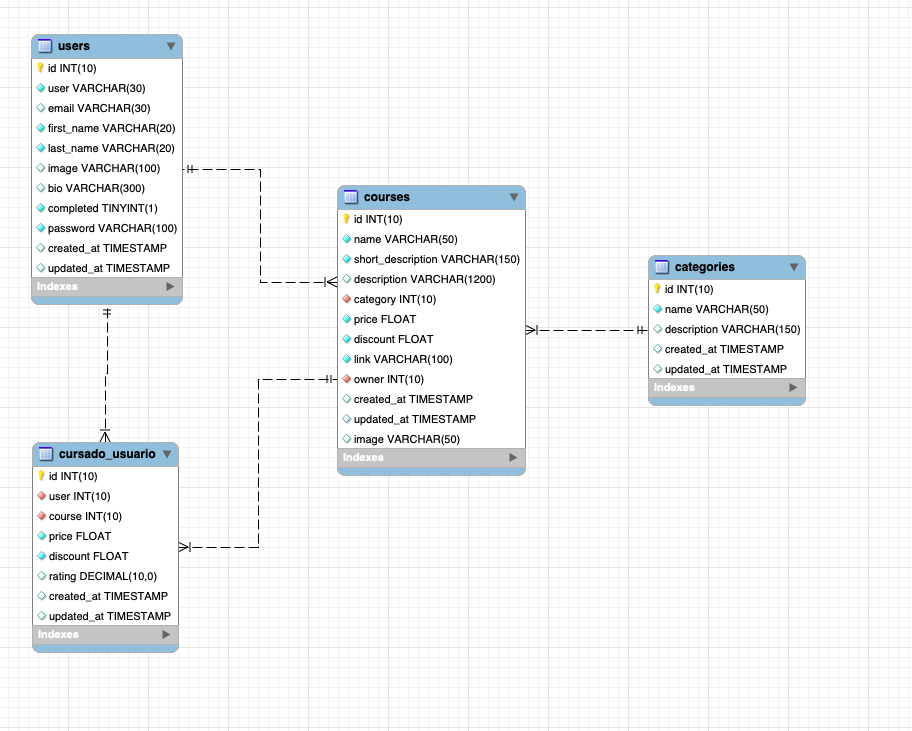 users
id INT(10)
user VARCHAR(30)
email VARCHAR(30)
first_name VARCHAR(20)
last_name VARCHAR(20)
image VARCHAR(100)
bio VARCHAR(300)
completed TINYINT(1)
password VARCHAR(100)
created_at TIMESTAMP
updated_at TIMESTAMP
Indexes
courses
id INT(10)
name VARCHAR(50)
short_description VARCHAR(150)
description VARCHAR(1200)
category INT(10)
price FLOAT
discount FLOAT
link VARCHAR(100)
owner INT(10)
created_at TIMESTAMP
updated_at TIMESTAMP
image VARCHAR(50)
Indexes
categories
id INT(10)
name VARCHAR(50)
description VARCHAR(150)
created_at TIMESTAMP
updated_at TIMESTAMP
Indexes
cursado_usuario
id INT(10)
user INT(10)
course INT(10)
price FLOAT
discount FLOAT
rating DECIMAL(10,0)
created_at TIMESTAMP
updated_at TIMESTAMP
Indexes